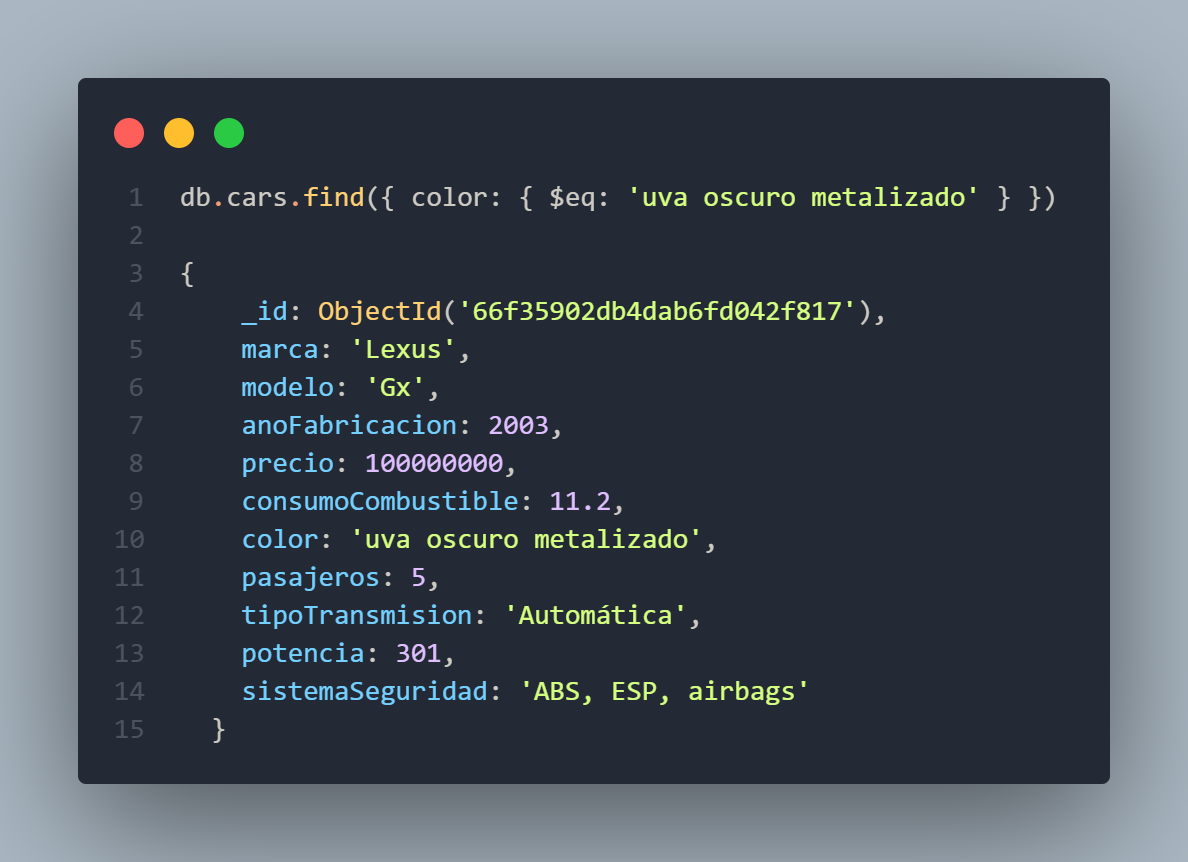 1 db.cars.find({ color: { $eq: 'uva oscuro metalizado' } })
2
3 {
4 _id: ObjectId('66f35902db4dab6fd042f817'),
5 marca: 'Lexus',
6 modelo: 'Gx',
7 anoFabricacion: 2003,
8 precio: 100000000,
9 consumoCombustible: 11.2,
10 color: 'uva oscuro metalizado',
11 pasajeros: 5,
12 tipoTransmision: 'Automática',
13 potencia: 301,
14 sistemaSeguridad: 'ABS, ESP, airbags'
15 }